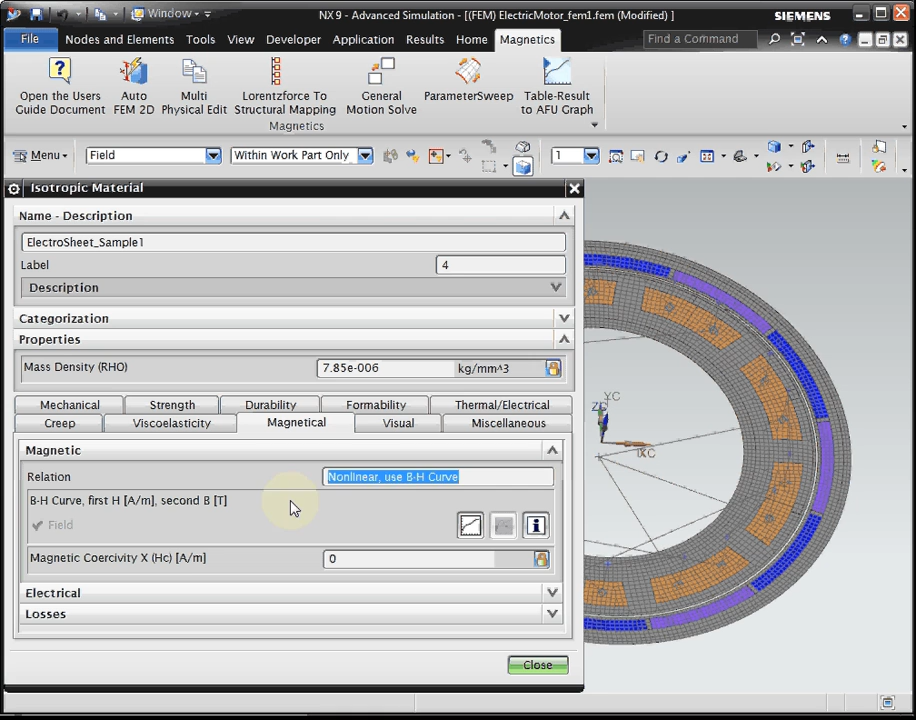 Window
NX 9 - Advanced Simulation - [(FEM) ElectricMotor_fem1.fem (Modified) ]
SIEMENS
File
Nodes and Elements
Tools
View
Developer
Application
Results
Home
Magnetics
Find a Command
Open the Users
Guide Document
Auto
FEM 2D
Multi
Physical Edit
Lorentzforce To
Structural Mapping
General
Motion Solve
ParameterSweep
Table-Result
to AFU Graph
Magnetics
Menu
Field
Within Work Part Only
1
Isotropic Material
Name - Description
ElectroSheet_Sample1
Label
4
Description
Categorization
Properties
Mass Density (RHO)
7.85e-006
kg/mm^3
Mechanical
Strength
Durability
Formability
Thermal/Electrical
Creep
Viscoelasticity
Magnetical
Visual
Miscellaneous
Magnetic
Relation
Nonlinear, use B-H Curve
B-H Curve, first H [A/m], second B [T]
Field
Magnetic Coercivity X (Hc) [A/m]
0
Electrical
Losses
Close
YC